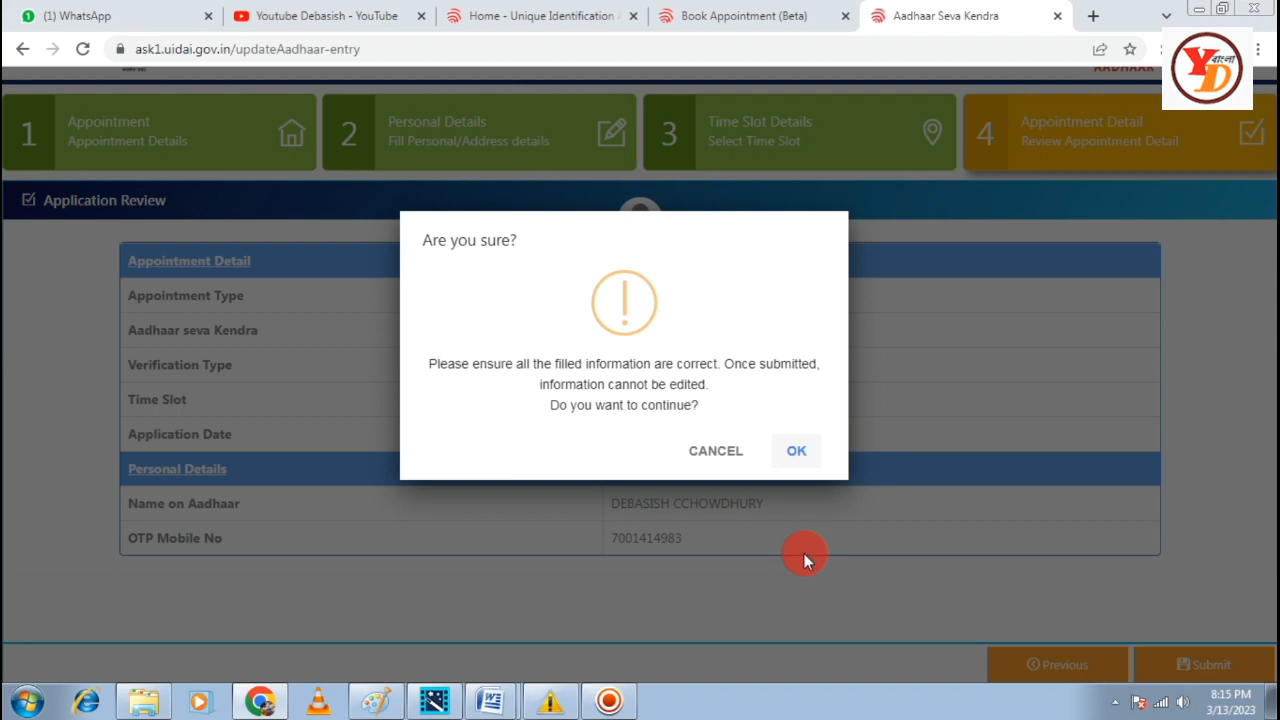 (1) WhatsApp
Youtube Debasish - YouTube
Home - Unique Identification A
Book Appointment (Beta)
Aadhaar Seva Kendra
ask1.uidai.gov.in/updateAadhaar-entry
AADHAAR
Y
বাংলা
D
1
Appointment
Appointment Details
2
Personal Details
Fill Personal/Address details
3
Time Slot Details
Select Time Slot
4
Appointment Detail
Review Appointment Detail
Application Review
Are you sure?
Please ensure all the filled information are correct. Once submitted,
information cannot be edited.
Do you want to continue?
CANCEL
OK
Appointment Detail
Appointment Type
Aadhaar seva Kendra
Verification Type
Time Slot
Application Date
Personal Details
Name on Aadhaar
DEBASISH CCHOWDHURY
OTP Mobile No
7001414983
Previous
Submit
8:15 PM
3/13/2023